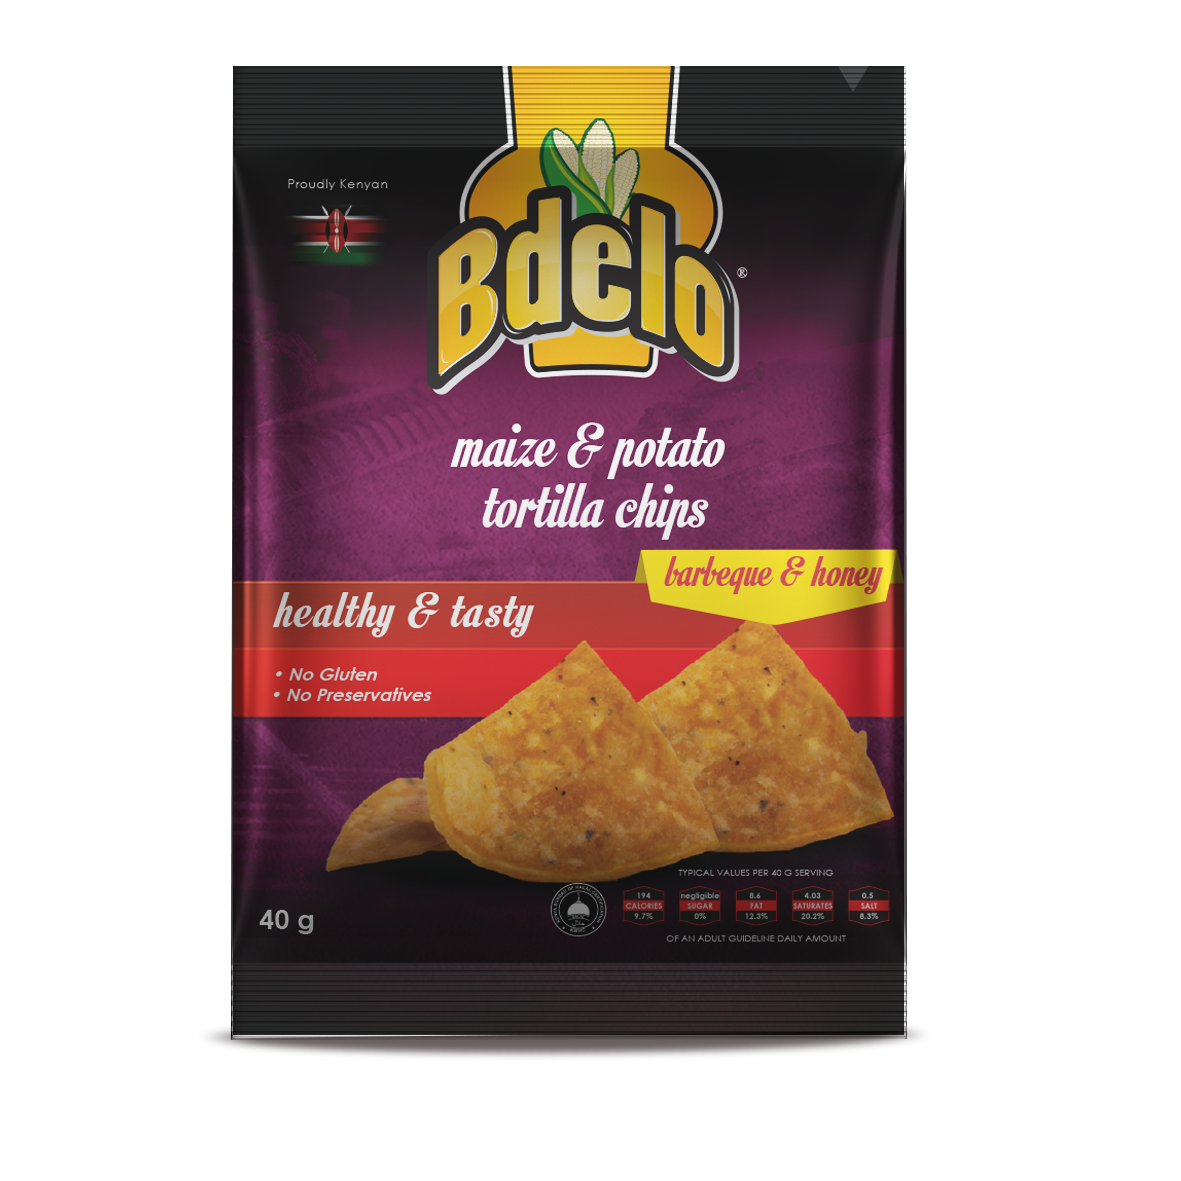 Proudly Kenyan
Bdelo®
maize & potato
tortilla chips
barbeque & honey
healthy & tasty
• No Gluten
• No Preservatives
TYPICAL VALUES PER 40 G SERVING
194 CALORIES 9.7%
negligible SUGAR 0%
8.6 FAT 12.3%
4.03 SATURATES 20.2%
0.5 SALT 8.3%
OF AN ADULT GUIDELINE DAILY AMOUNT
40 g